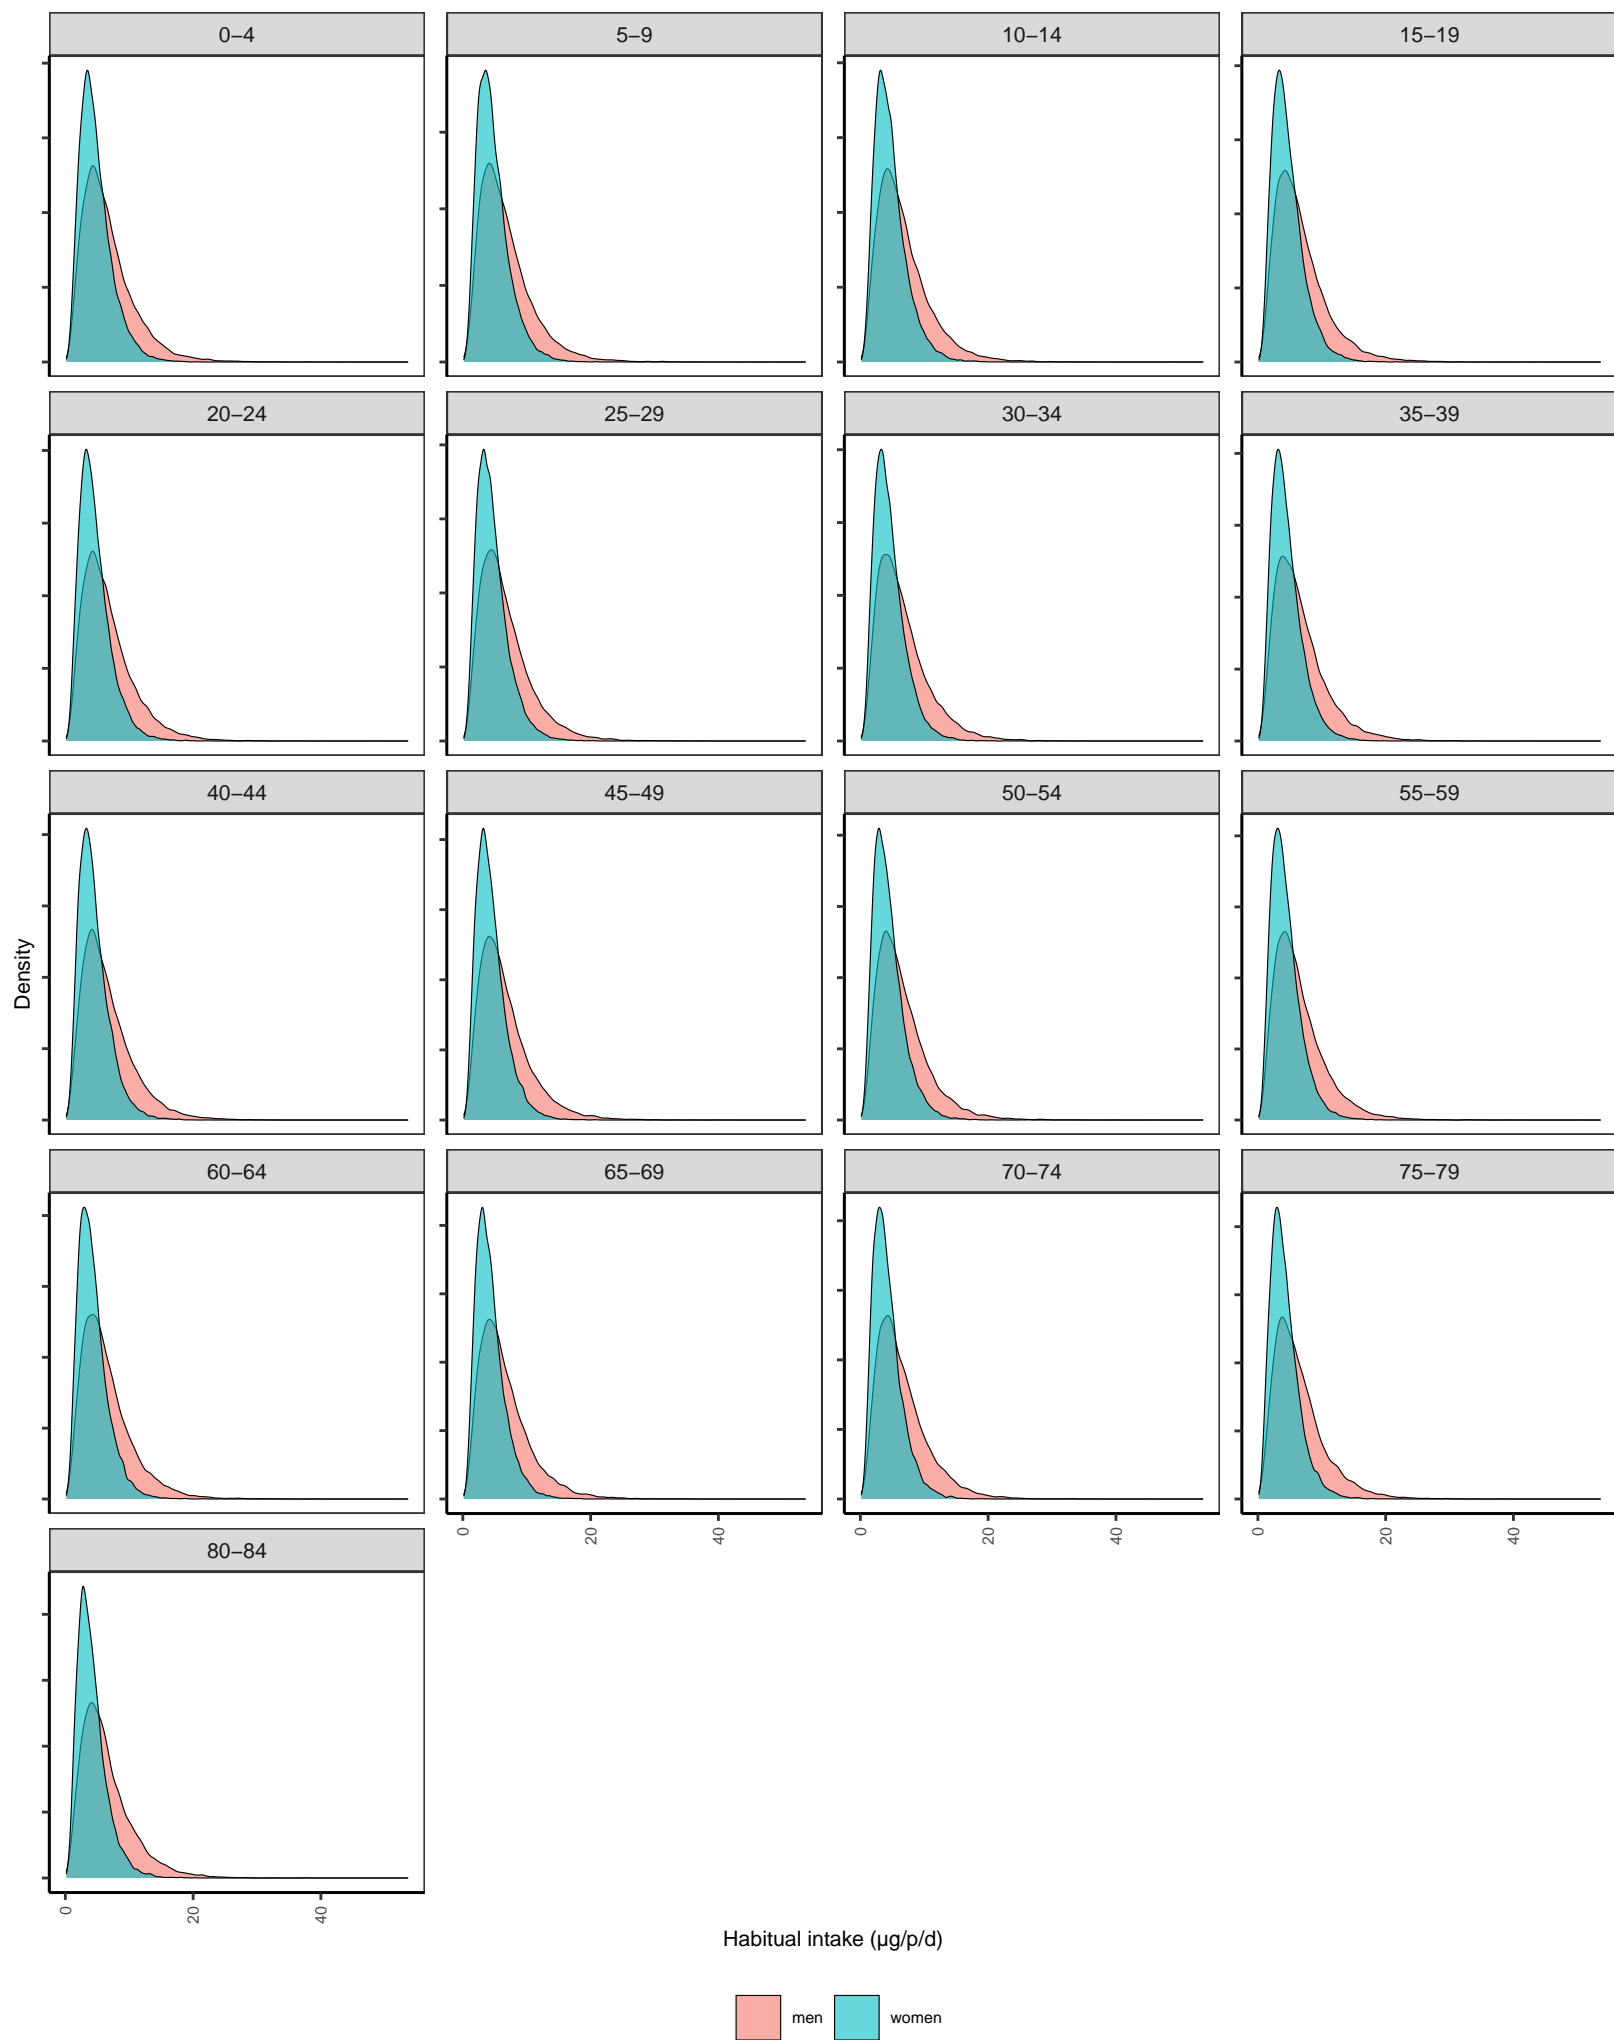 0–4 5–9 10–14 15–19
20–24 25–29 30–34 35–39
40–44 45–49 50–54 55–59
Density
60–64 65–69 70–74 75–79
0 20 40 0 20 40 0 20 40
80–84
0 20 40
Habitual intake (µg/p/d)
men women